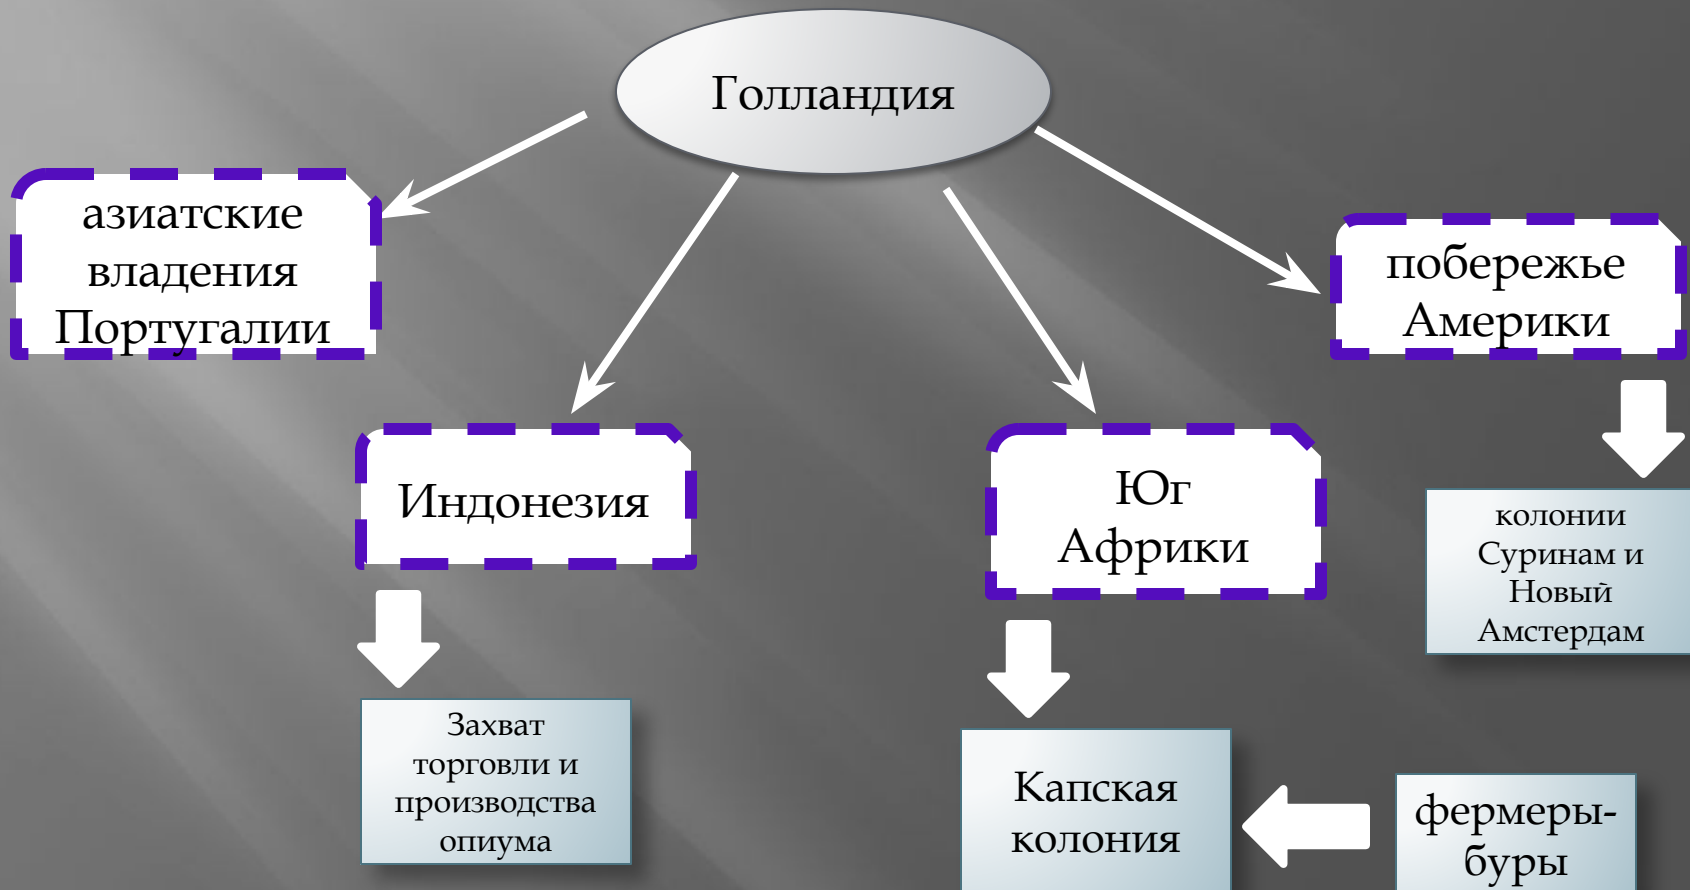 Голландия
азиатские
владения
Португалии
побережье
Америки
Индонезия
Юг
Африки
колонии
Суринам и
Новый
Амстердам
Захват
торговли и
производства
опиума
Капская
колония
фермеры-
буры